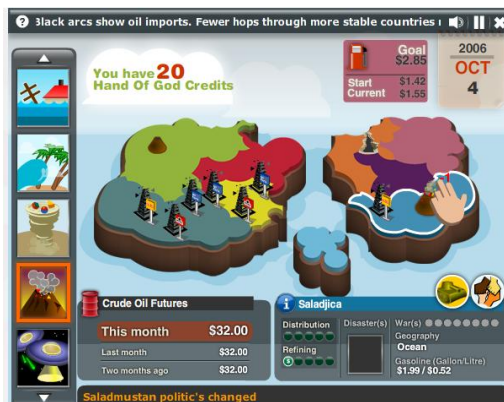 Black arcs show oil imports. Fewer hops through more stable countries
You have 20
Hand Of God Credits
Goal
$2.85
Start $1.42
Current $1.55
2006
OCT
4
Crude Oil Futures
This month $32.00
Last month $32.00
Two months ago $32.00
Saladjica
Distribution
Refining
Disaster(s)
War(s)
Geography
Ocean
Gasoline (Gallon/Litre)
$1.99 / $0.52
Saladmustan politic's changed